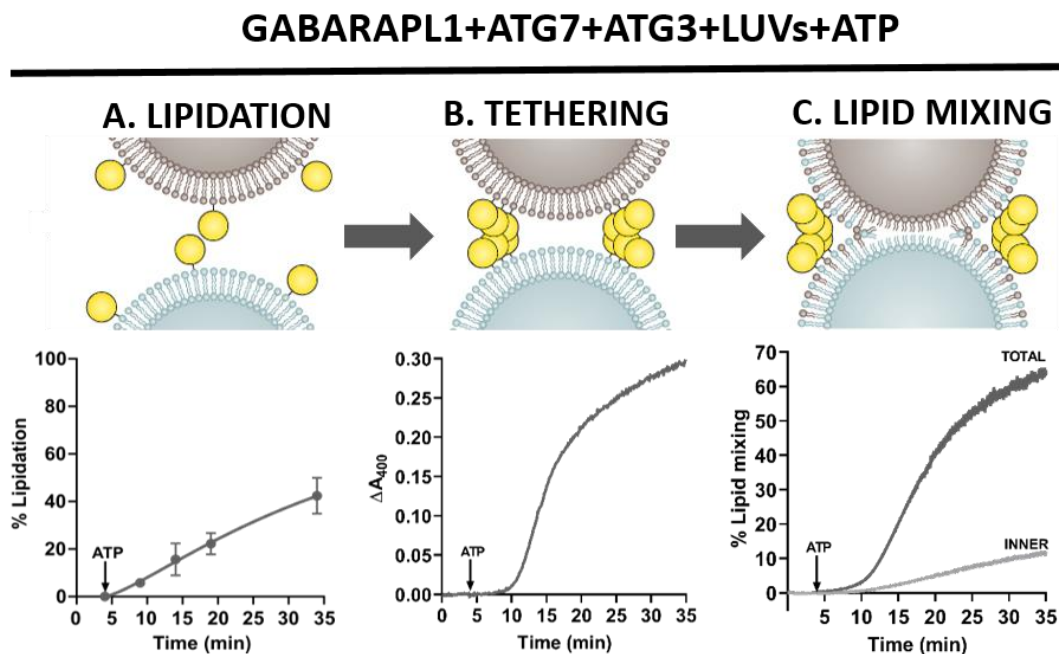 GABARAPL1+ATG7+ATG3+LUVs+ATP
A. LIPIDATION
B. TETHERING
C. LIPID MIXING
% Lipidation
100
80
60
40
20
0
ATP
0 5 10 15 20 25 30 35
Time (min)
ΔA400
0.30
0.25
0.20
0.15
0.10
0.05
0.00
ATP
0 5 10 15 20 25 30 35
Time (min)
% Lipid mixing
70
60
50
40
30
20
10
0
TOTAL
INNER
ATP
5 10 15 20 25 30 35
Time (min)